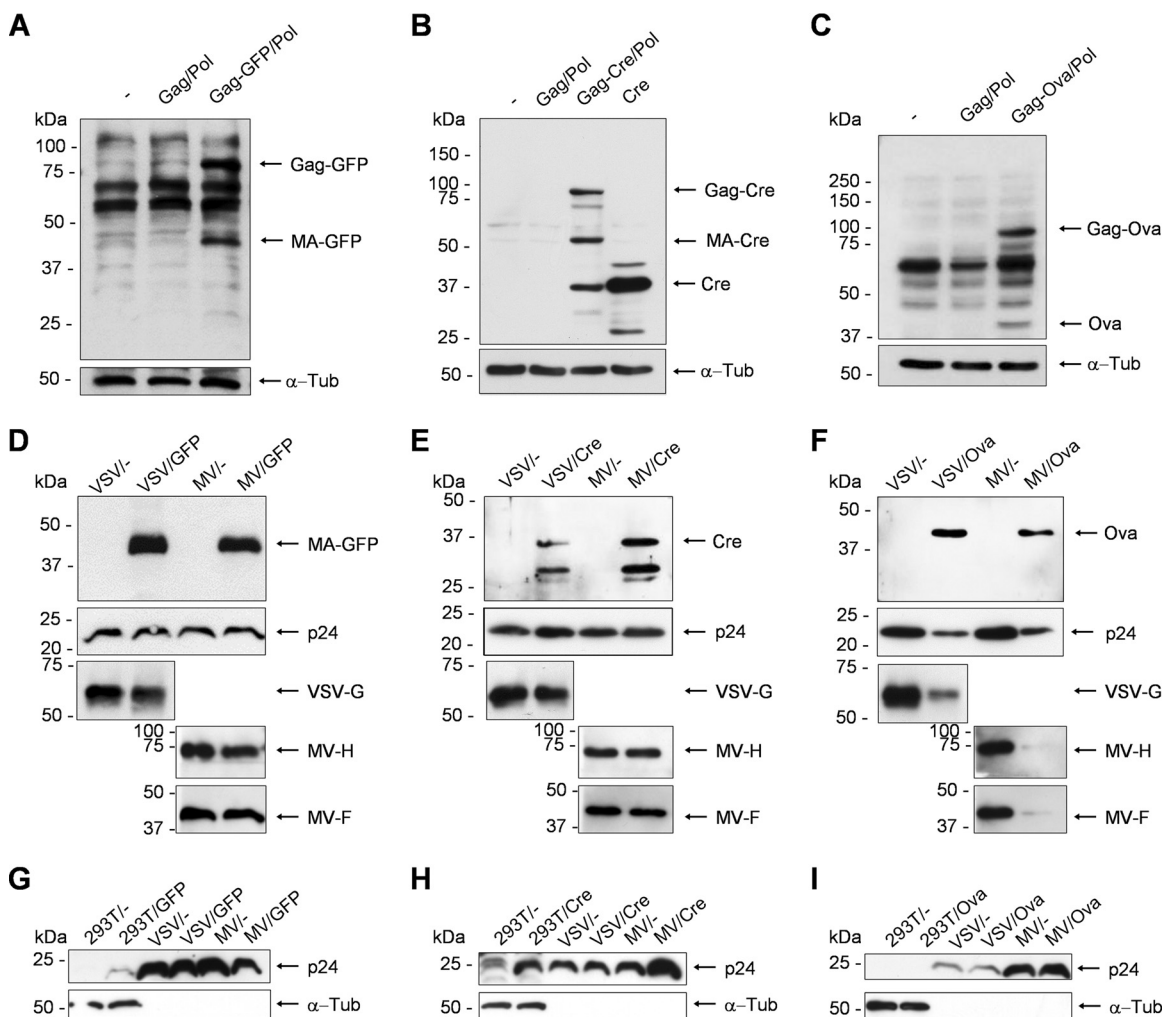 A
- Gag/Pol Gag-GFP/Pol
kDa
100 -
75 -
50 -
37 -
25 -
Gag-GFP
MA-GFP
50 -
α–Tub
B
- Gag/Pol Gag-Cre/Pol Cre
kDa
150 -
100 -
75 -
50 -
37 -
25 -
Gag-Cre
MA-Cre
Cre
50 -
α–Tub
C
- Gag/Pol Gag-Ova/Pol
kDa
250 -
150 -
100 -
75 -
50 -
37 -
Gag-Ova
Ova
50 -
α–Tub
D
VSV/- VSV/GFP MV/- MV/GFP
kDa
50 -
37 -
MA-GFP
25 -
20 -
p24
75 -
50 -
VSV-G
100 -
75 -
MV-H
50 -
37 -
MV-F
E
VSV/- VSV/Cre MV/- MV/Cre
kDa
50 -
37 -
25 -
Cre
25 -
20 -
p24
75 -
50 -
VSV-G
100 -
75 -
MV-H
50 -
37 -
MV-F
F
VSV/- VSV/Ova MV/- MV/Ova
kDa
50 -
37 -
Ova
25 -
20 -
p24
75 -
50 -
VSV-G
100 -
75 -
MV-H
50 -
37 -
MV-F
G
293T/- 293T/GFP VSV/- VSV/GFP MV/- MV/GFP
kDa
25 -
p24
50 -
α–Tub
H
293T/- 293T/Cre VSV/- VSV/Cre MV/- MV/Cre
kDa
25 -
p24
50 -
α–Tub
I
293T/- 293T/Ova VSV/- VSV/Ova MV/- MV/Ova
kDa
25 -
p24
50 -
α–Tub